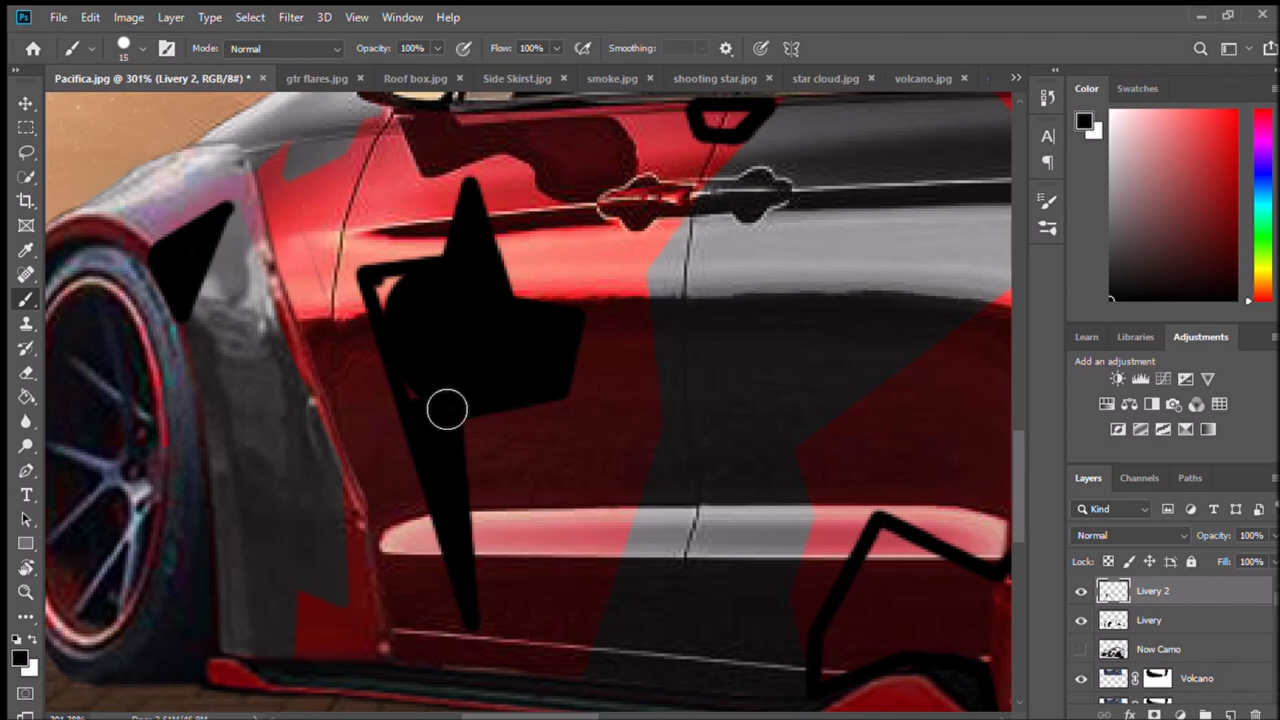 Ps File Edit Image Layer Type Select Filter 3D View Window Help
15 Mode: Normal Opacity: 100% Flow: 100% Smoothing:
Pacifica.jpg @ 301% (Livery 2, RGB/8#) * × gtr flares.jpg × Roof box.jpg × Side Skirst.jpg × smoke.jpg × shooting star.jpg × star cloud.jpg × volcano.jpg ×
Color Swatches
Learn Libraries Adjustments
Add an adjustment
Layers Channels Paths
Kind
Normal Opacity: 100%
Lock: Fill: 100%
Livery 2
Livery
Now Camo
Volcano